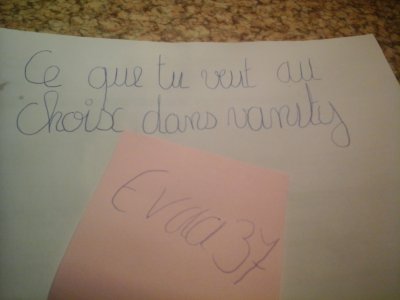 Ce que tu veut au
choix dans vanity
Evaa37